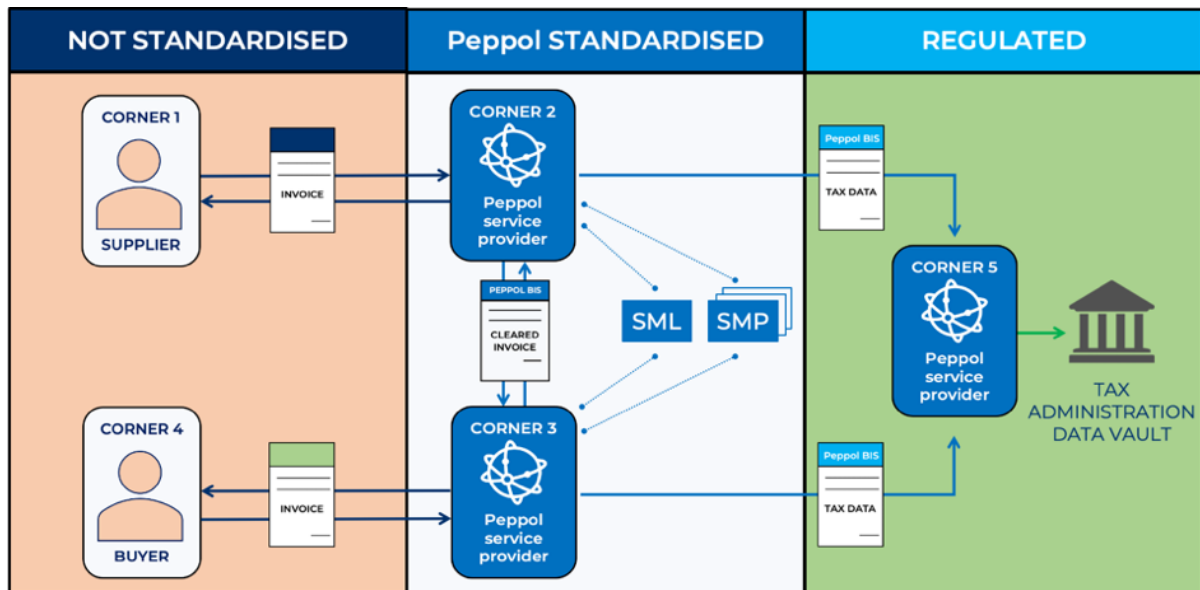 NOT STANDARDISED
Peppol STANDARDISED
REGULATED
CORNER 1
SUPPLIER
INVOICE
CORNER 2
Peppol
service
provider
PEPPOL BIS
CLEARED
INVOICE
SML
SMP
CORNER 4
BUYER
INVOICE
CORNER 3
Peppol
service
provider
Peppol BIS
TAX DATA
CORNER 5
Peppol
service
provider
TAX
ADMINISTRATION
DATA VAULT
Peppol BIS
TAX DATA